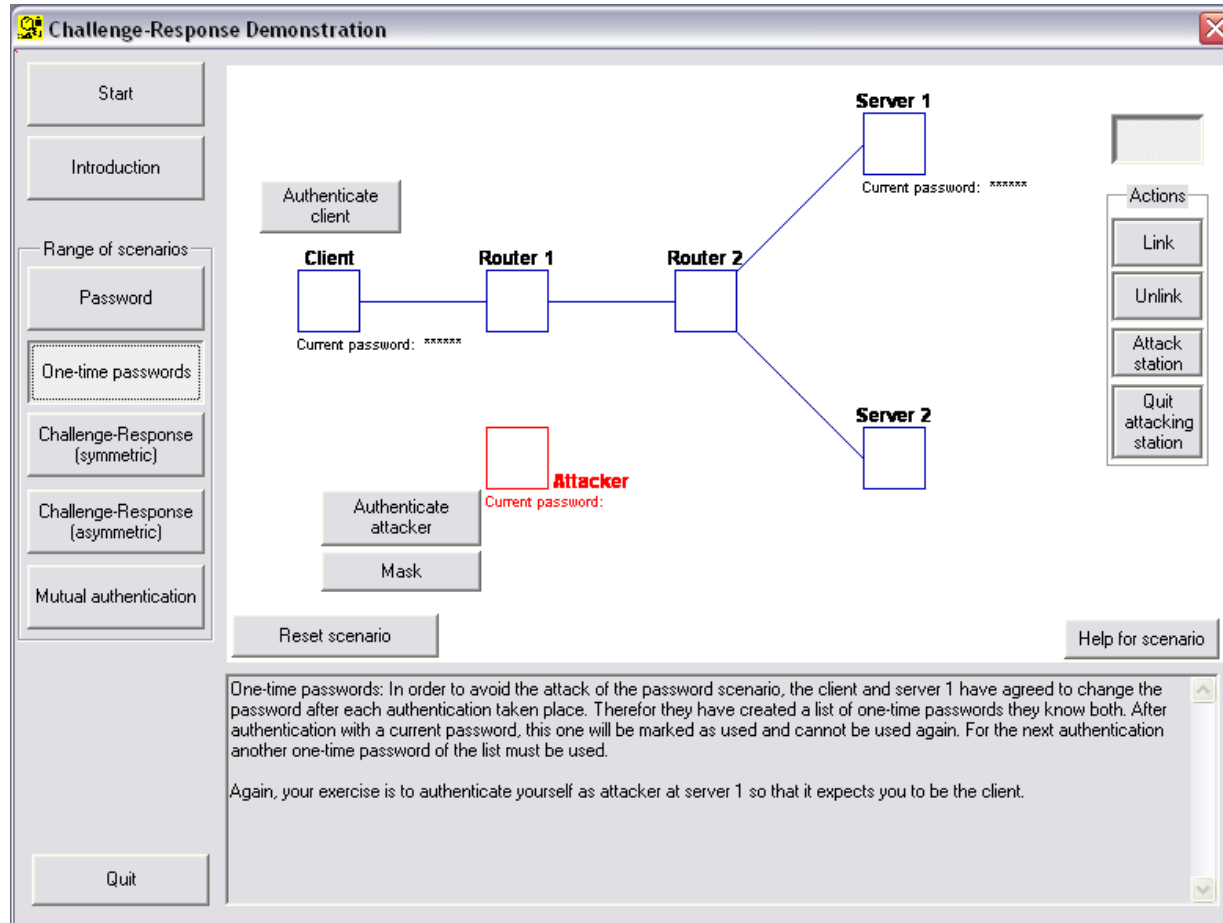 Challenge-Response Demonstration
Start
Introduction
Range of scenarios
Password
One-time passwords
Challenge-Response
(symmetric)
Challenge-Response
(asymmetric)
Mutual authentication
Quit
Authenticate
client
Client
Current password: ******
Router 1
Router 2
Server 1
Current password: ******
Server 2
Attacker
Current password:
Authenticate
attacker
Mask
Reset scenario
Help for scenario
Actions
Link
Unlink
Attack
station
Quit
attacking
station
One-time passwords: In order to avoid the attack of the password scenario, the client and server 1 have agreed to change the
password after each authentication taken place. Therefor they have created a list of one-time passwords they know both. After
authentication with a current password, this one will be marked as used and cannot be used again. For the next authentication
another one-time password of the list must be used.
Again, your exercise is to authenticate yourself as attacker at server 1 so that it expects you to be the client.